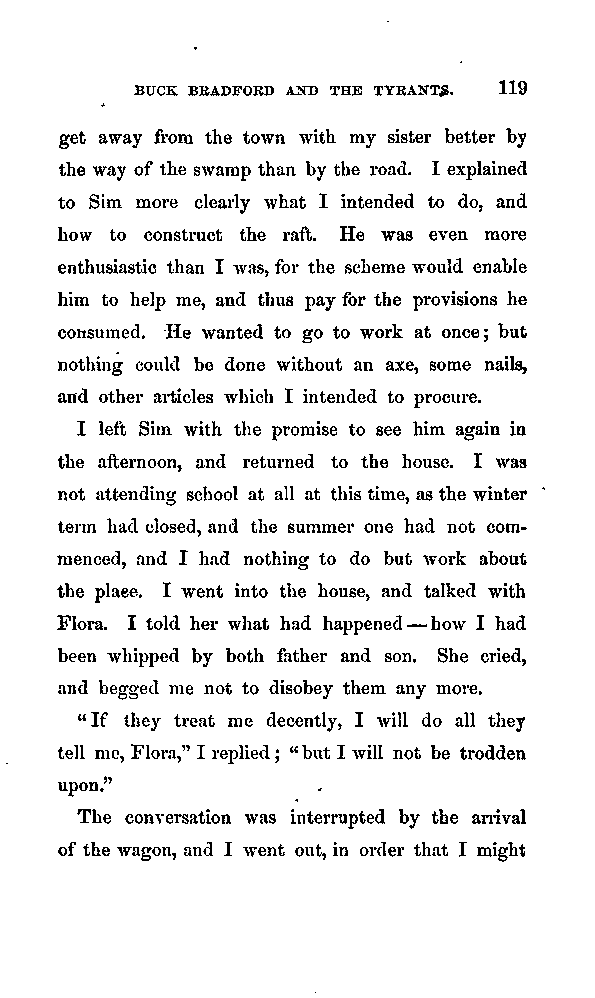 BUCK BRADFORD AND THE TYRANTS. 119
get away from the town with my sister better by
the way of the swamp than by the road. I explained
to Sim more clearly what I intended to do, and
how to construct the raft. He was even more
enthusiastic than I was, for the scheme would enable
him to help me, and thus pay for the provisions he
consumed. He wanted to go to work at once; but
nothing could be done without an axe, some nails,
and other articles which I intended to procure.
I left Sim with the promise to see him again in
the afternoon, and returned to the house. I was
not attending school at all at this time, as the winter
term had closed, and the summer one had not com-
menced, and I had nothing to do but work about
the place. I went into the house, and talked with
Flora. I told her what had happened — how I had
been whipped by both father and son. She cried,
and begged me not to disobey them any more.
"If they treat me decently, I will do all they
tell me, Flora," I replied; "but I will not be trodden
upon."
The conversation was interrupted by the arrival
of the wagon, and I went out, in order that I might